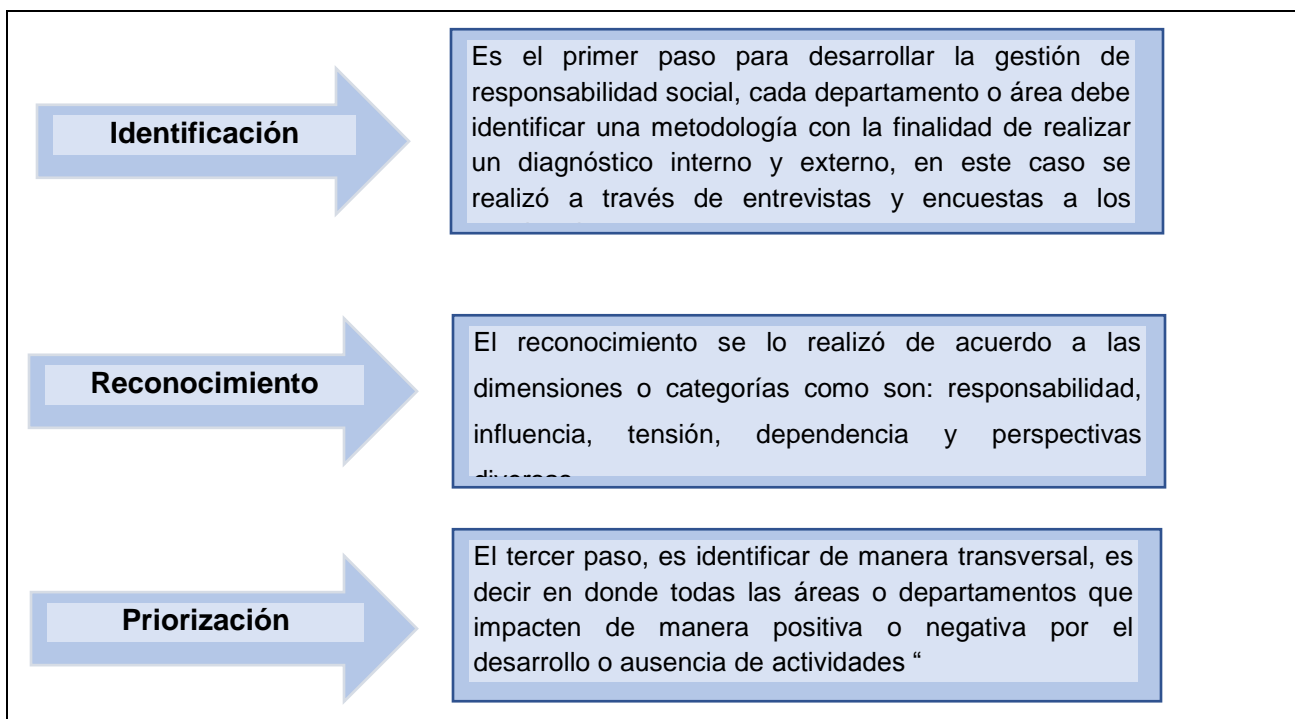 Identificación
Es el primer paso para desarrollar la gestión de
responsabilidad social, cada departamento o área debe
identificar una metodología con la finalidad de realizar
un diagnóstico interno y externo, en este caso se
realizó a través de entrevistas y encuestas a los
Reconocimiento
El reconocimiento se lo realizó de acuerdo a las
dimensiones o categorías como son: responsabilidad,
influencia, tensión, dependencia y perspectivas
Priorización
El tercer paso, es identificar de manera transversal, es
decir en donde todas las áreas o departamentos que
impacten de manera positiva o negativa por el
desarrollo o ausencia de actividades “